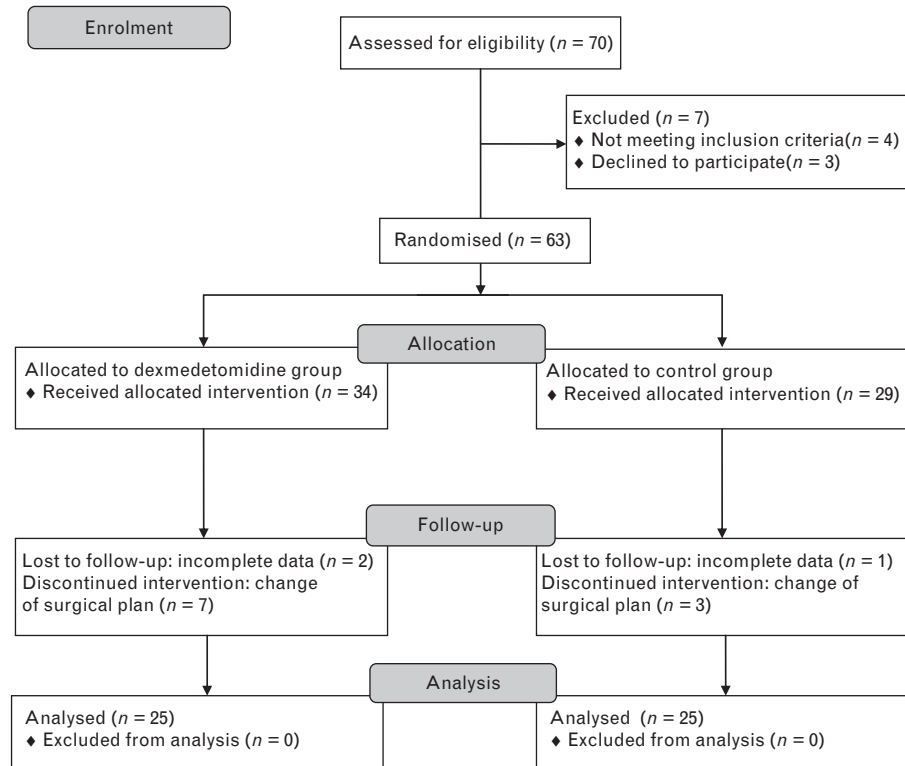 Enrolment
Assessed for eligibility (n = 70)
Excluded (n = 7)
♦ Not meeting inclusion criteria(n = 4)
♦ Declined to participate(n = 3)
Randomised (n = 63)
Allocation
Allocated to dexmedetomidine group
♦ Received allocated intervention (n = 34)
Allocated to control group
♦ Received allocated intervention (n = 29)
Follow-up
Lost to follow-up: incomplete data (n = 2)
Discontinued intervention: change
of surgical plan (n = 7)
Lost to follow-up: incomplete data (n = 1)
Discontinued intervention: change of
surgical plan (n = 3)
Analysis
Analysed (n = 25)
♦ Excluded from analysis (n = 0)
Analysed (n = 25)
♦ Excluded from analysis (n = 0)